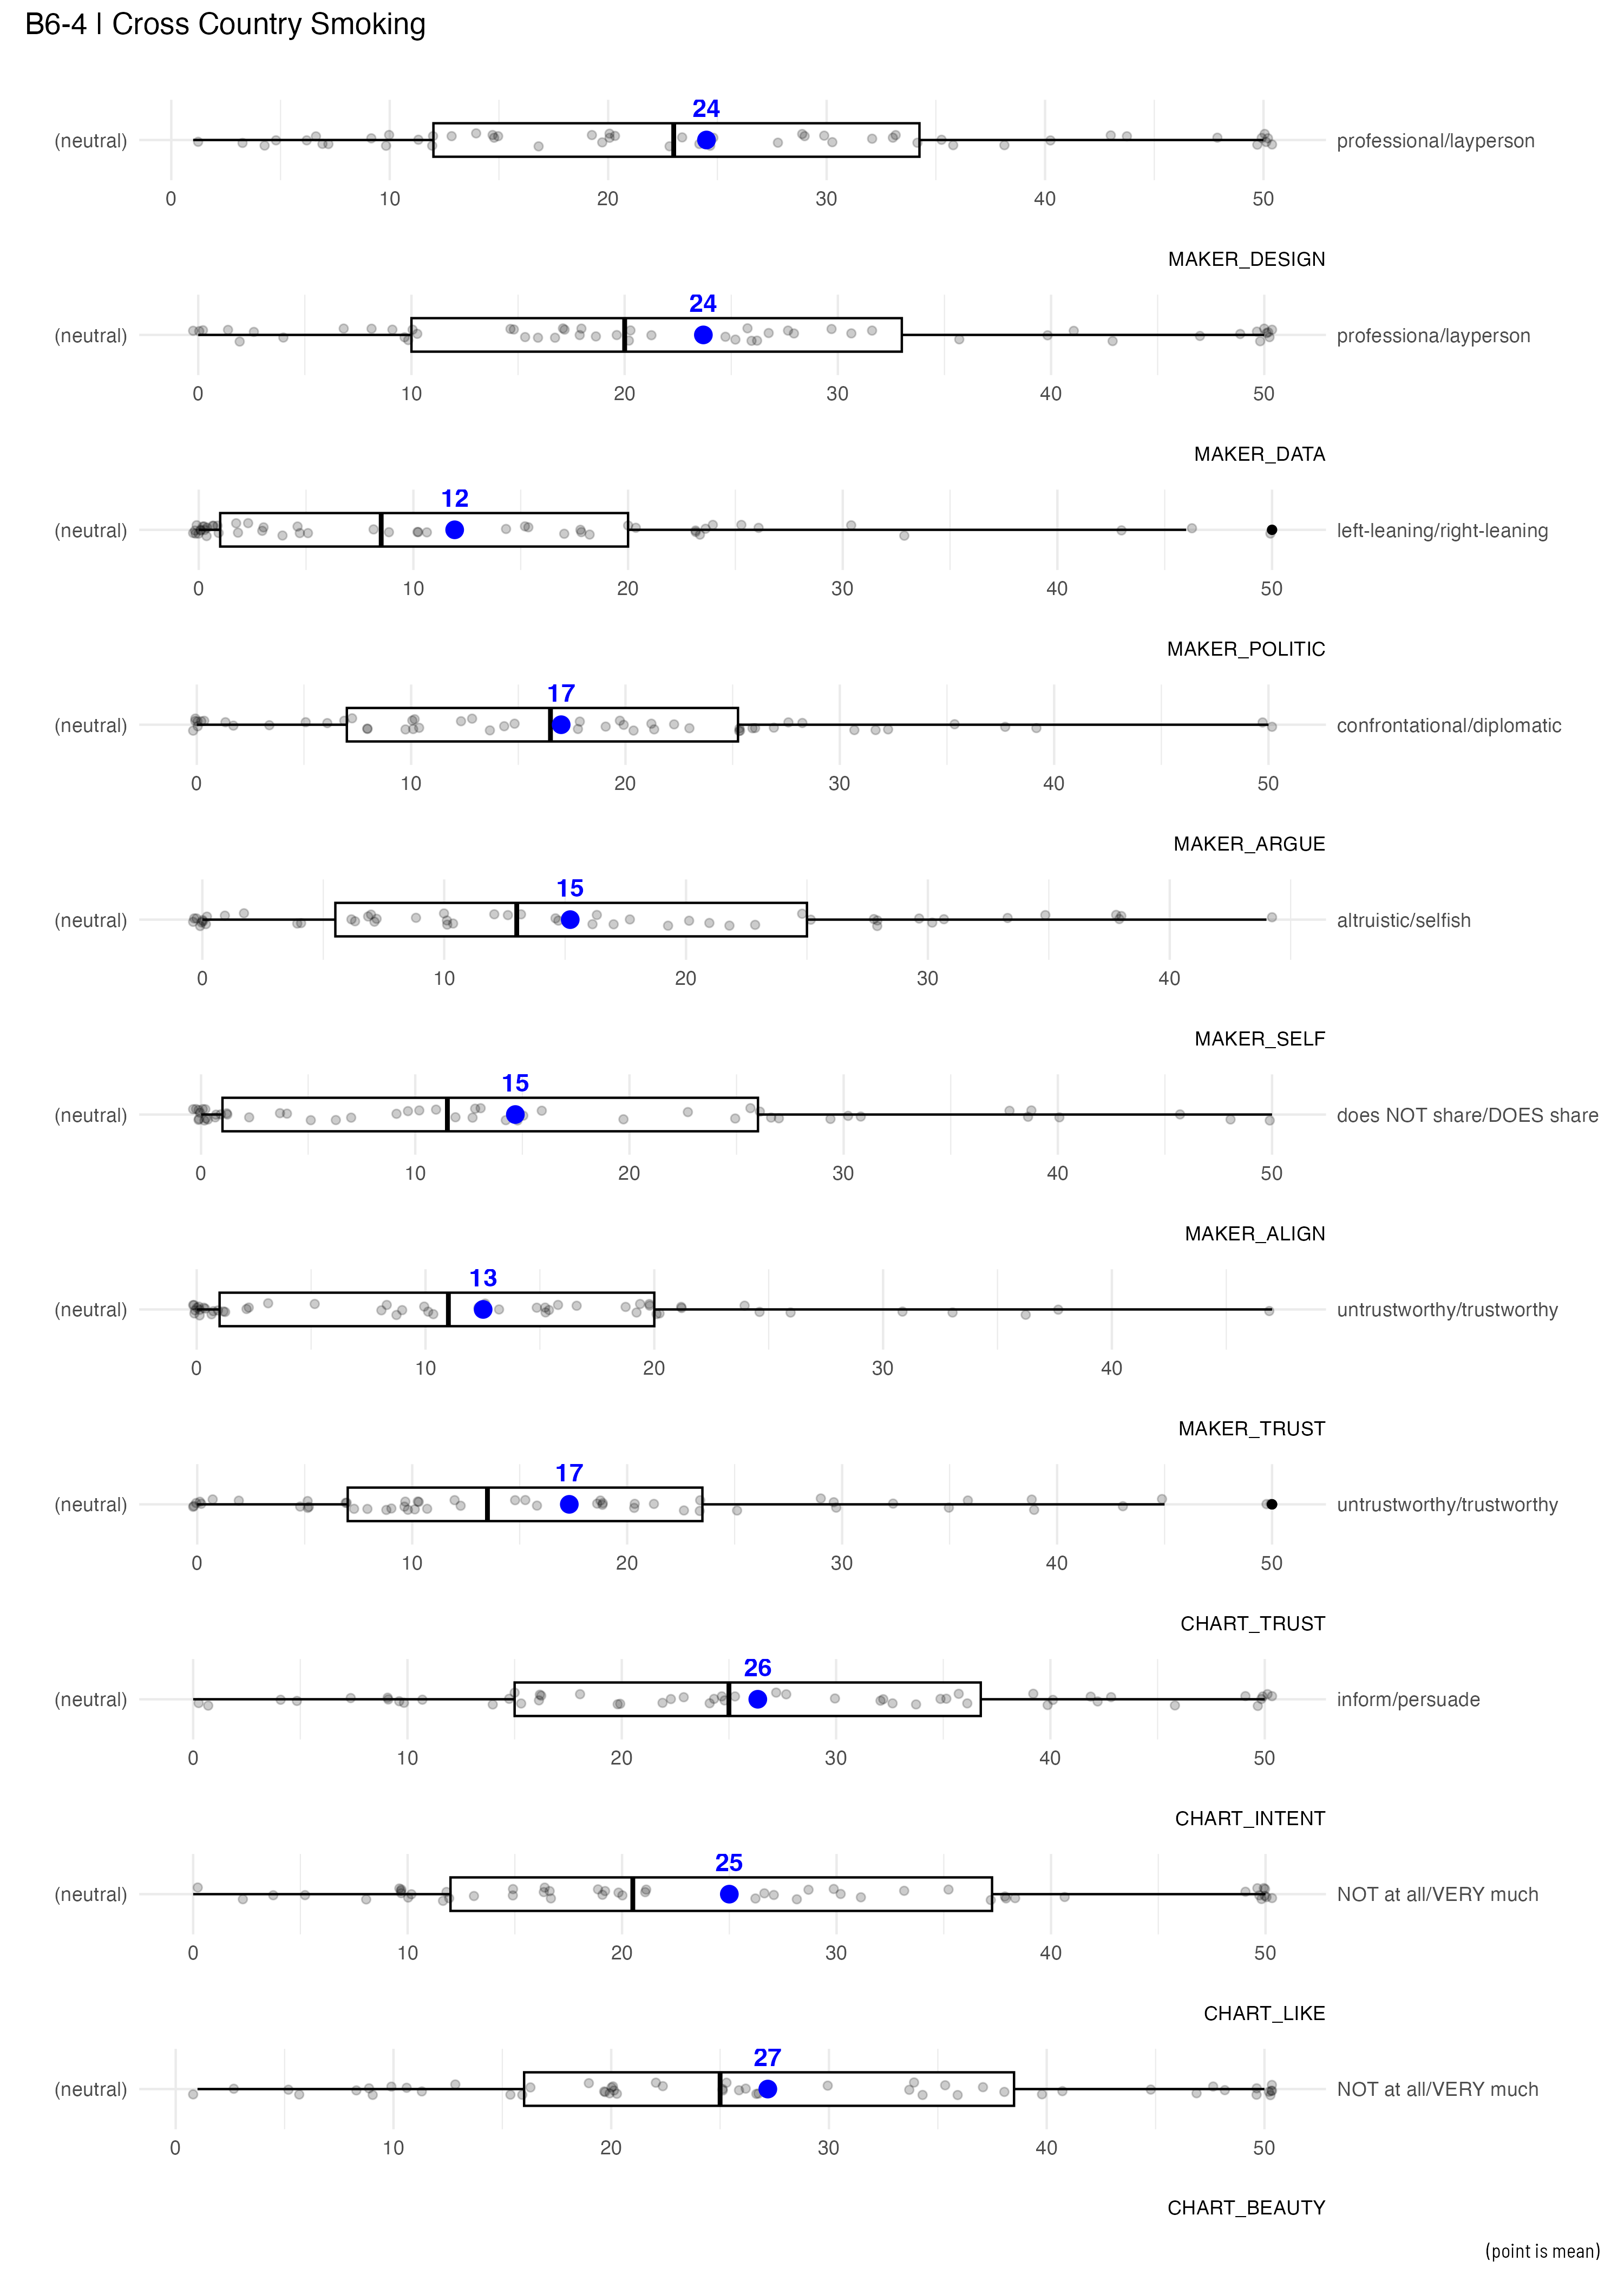 B6-4 | Cross Country Smoking
24
(neutral) professional/layperson
0 10 20 30 40 50
MAKER_DESIGN
24
(neutral) professiona/layperson
0 10 20 30 40 50
MAKER_DATA
12
(neutral) left-leaning/right-leaning
0 10 20 30 40 50
MAKER_POLITIC
17
(neutral) confrontational/diplomatic
0 10 20 30 40 50
MAKER_ARGUE
15
(neutral) altruistic/selfish
0 10 20 30 40
MAKER_SELF
15
(neutral) does NOT share/DOES share
0 10 20 30 40 50
MAKER_ALIGN
13
(neutral) untrustworthy/trustworthy
0 10 20 30 40
MAKER_TRUST
17
(neutral) untrustworthy/trustworthy
0 10 20 30 40 50
CHART_TRUST
26
(neutral) inform/persuade
0 10 20 30 40 50
CHART_INTENT
25
(neutral) NOT at all/VERY much
0 10 20 30 40 50
CHART_LIKE
27
(neutral) NOT at all/VERY much
0 10 20 30 40 50
CHART_BEAUTY
(point is mean)